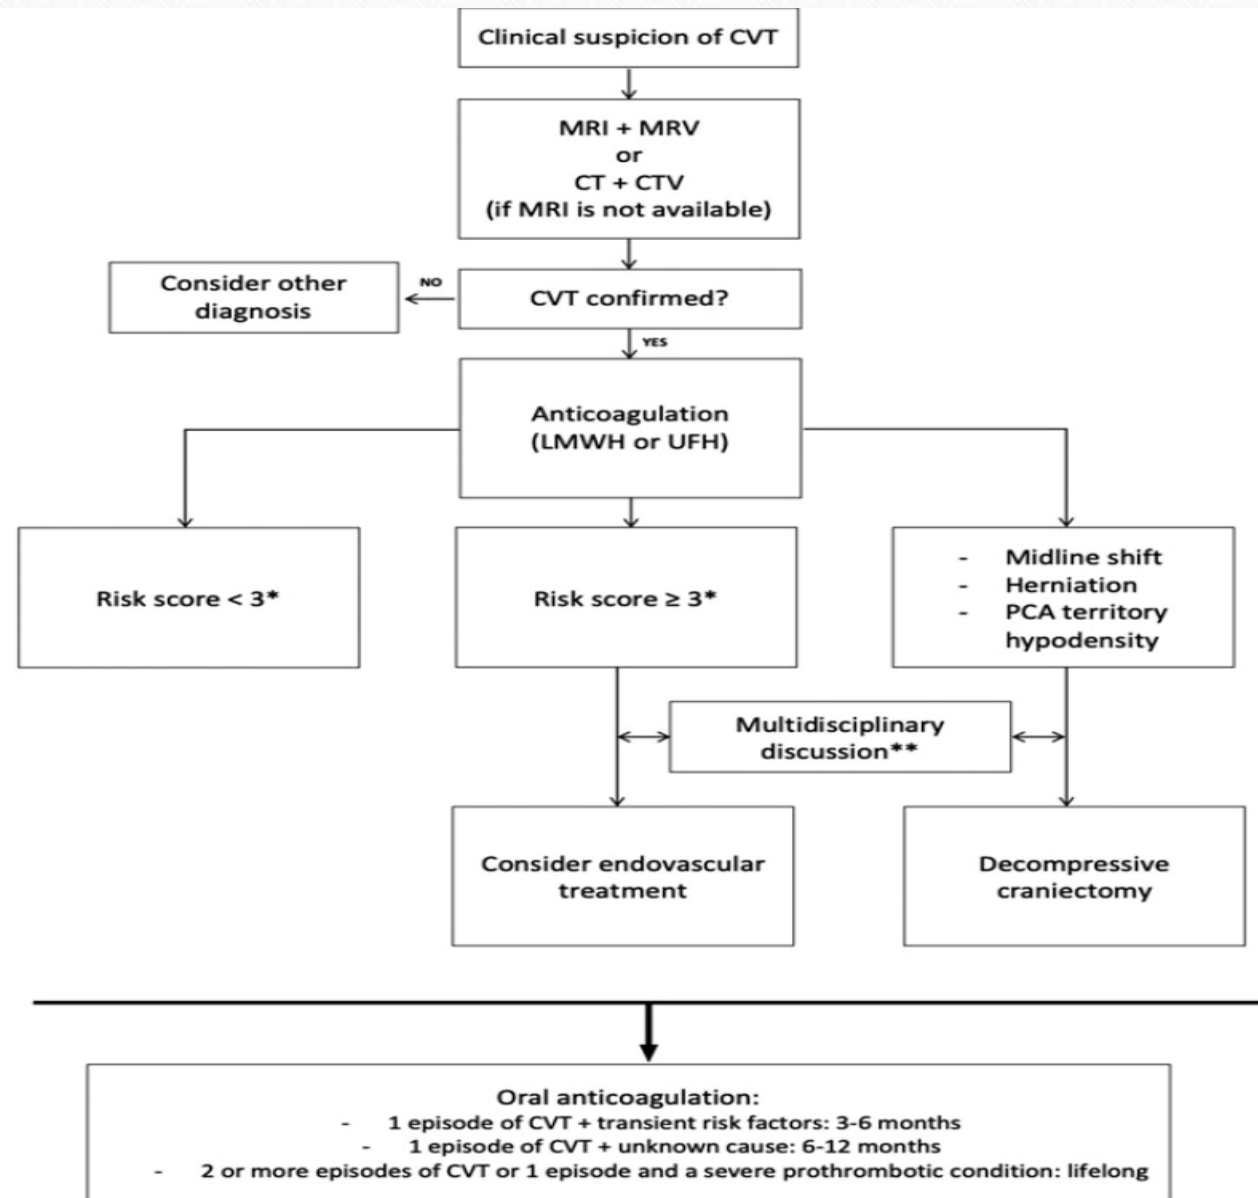 Clinical suspicion of CVT
MRI + MRV
or
CT + CTV
(if MRI is not available)
Consider other
diagnosis
NO
CVT confirmed?
YES
Anticoagulation
(LMWH or UFH)
Risk score < 3*
Risk score ≥ 3*
- Midline shift
- Herniation
- PCA territory
hypodensity
Multidisciplinary
discussion**
Consider endovascular
treatment
Decompressive
craniectomy
Oral anticoagulation:
- 1 episode of CVT + transient risk factors: 3-6 months
- 1 episode of CVT + unknown cause: 6-12 months
- 2 or more episodes of CVT or 1 episode and a severe prothrombotic condition: lifelong